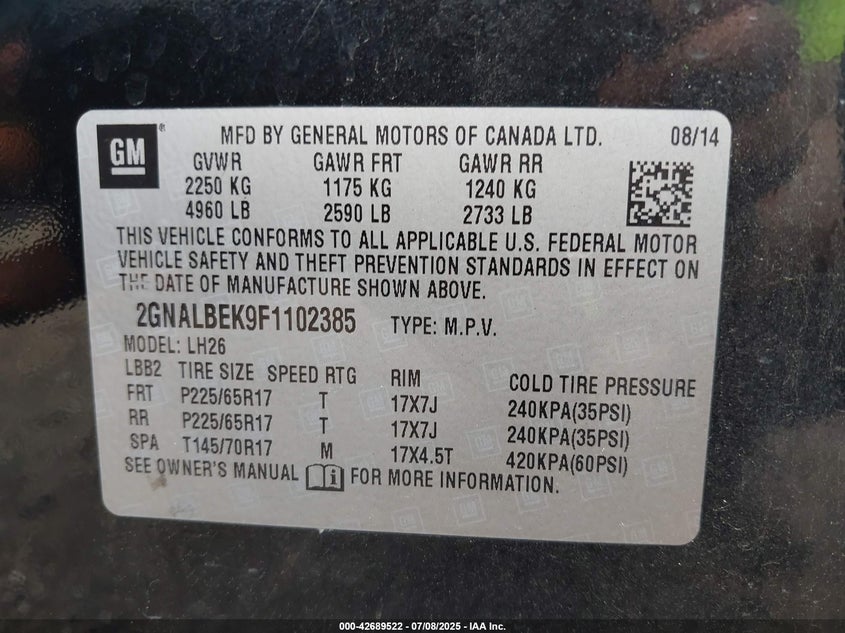 GM ® MFD BY GENERAL MOTORS OF CANADA LTD. 08/14
GVWR GAWR FRT GAWR RR
2250 KG 1175 KG 1240 KG
4960 LB 2590 LB 2733 LB
THIS VEHICLE CONFORMS TO ALL APPLICABLE U.S. FEDERAL MOTOR
VEHICLE SAFETY AND THEFT PREVENTION STANDARDS IN EFFECT ON
THE DATE OF MANUFACTURE SHOWN ABOVE.
2GNALBEK9F1102385 TYPE: M.P.V.
MODEL: LH26
LBB2 TIRE SIZE SPEED RTG RIM COLD TIRE PRESSURE
FRT P225/65R17 T 17X7J 240KPA(35PSI)
RR P225/65R17 T 17X7J 240KPA(35PSI)
SPA T145/70R17 M 17X4.5T 420KPA(60PSI)
SEE OWNER'S MANUAL i FOR MORE INFORMATION.
000-42689522 - 07/08/2025 - IAA Inc.